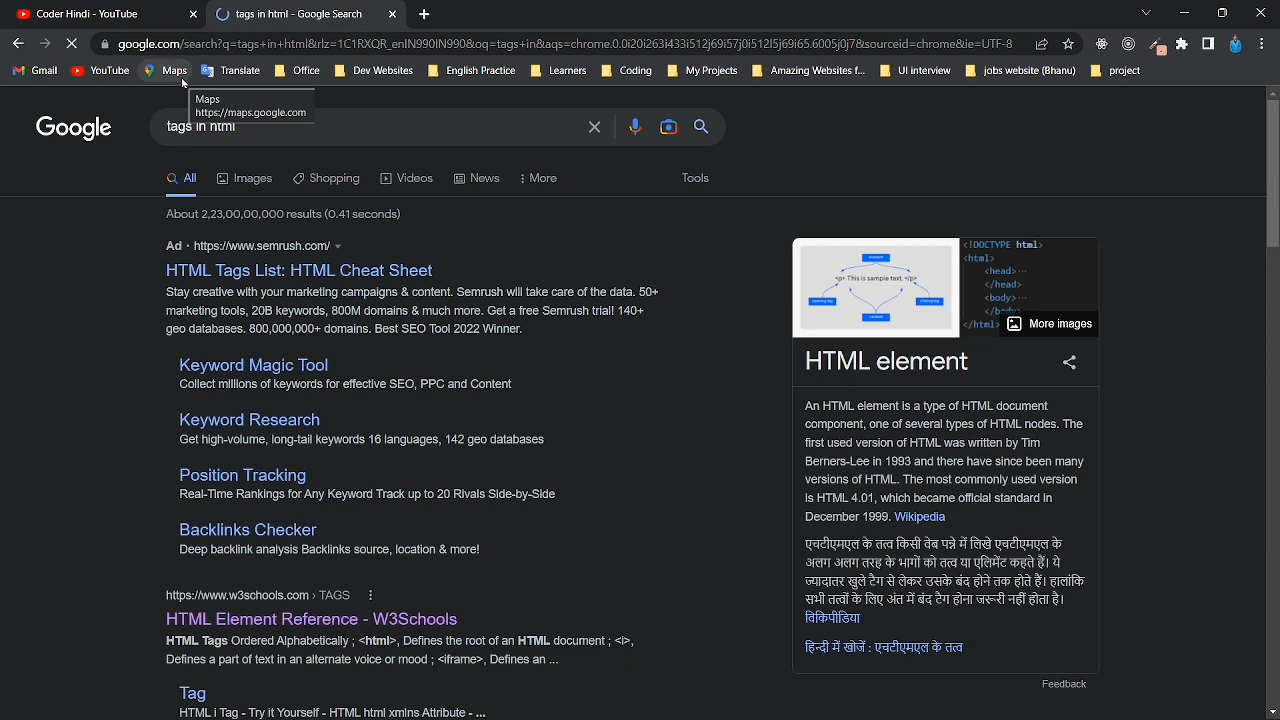 Coder Hindi - YouTube
tags in html - Google Search
google.com/search?q=tags+in+html&rlz=1C1RXQR_enIN990IN990&oq=tags+in&aqs=chrome.0.0i20i263i433i512j69i57j0i512l5j69i65.6005j0j7&sourceid=chrome&ie=UTF-8
Gmail YouTube Maps Translate Office Dev Websites English Practice Learners Coding My Projects Amazing Websites f... UI interview jobs website (Bhanu) project
Maps
https://maps.google.com
Google
tags in html
All Images Shopping Videos News More Tools
About 2,23,00,00,000 results (0.41 seconds)
Ad · https://www.semrush.com/
HTML Tags List: HTML Cheat Sheet
Stay creative with your marketing campaigns & content. Semrush will take care of the data. 50+
marketing tools, 20B keywords, 800M domains & much more. Get a free Semrush trial! 140+
geo databases. 800,000,000+ domains. Best SEO Tool 2022 Winner.
Keyword Magic Tool
Collect millions of keywords for effective SEO, PPC and Content
Keyword Research
Get high-volume, long-tail keywords 16 languages, 142 geo databases
Position Tracking
Real-Time Rankings for Any Keyword Track up to 20 Rivals Side-by-Side
Backlinks Checker
Deep backlink analysis Backlinks source, location & more!
https://www.w3schools.com › TAGS
HTML Element Reference - W3Schools
HTML Tags Ordered Alphabetically ; <html>, Defines the root of an HTML document ; <i>,
Defines a part of text in an alternate voice or mood ; <iframe>, Defines an ...
Tag
HTML i Tag - Try it Yourself - HTML html xmlns Attribute - ...
element
<p> This is sample text. </p>
opening tag
closing tag
content
<!DOCTYPE html>
<html>
<head>...
</head>
<body>...
</body>
</html>
More images
HTML element
An HTML element is a type of HTML document
component, one of several types of HTML nodes. The
first used version of HTML was written by Tim
Berners-Lee in 1993 and there have since been many
versions of HTML. The most commonly used version
is HTML 4.01, which became official standard in
December 1999. Wikipedia
एचटीएमएल के तत्व किसी वेब पन्ने में लिखे एचटीएमएल के
अलग अलग तरह के भागों को तत्व या एलिमेंट कहते हैं। ये
ज्यादातर खुले टैग से लेकर उसके बंद होने तक होते हैं। हालांकि
सभी तत्वों के लिए अंत में बंद टैग होना जरूरी नहीं होता है।
विकिपीडिया
हिन्दी में खोजें : एचटीएमएल के तत्व
Feedback